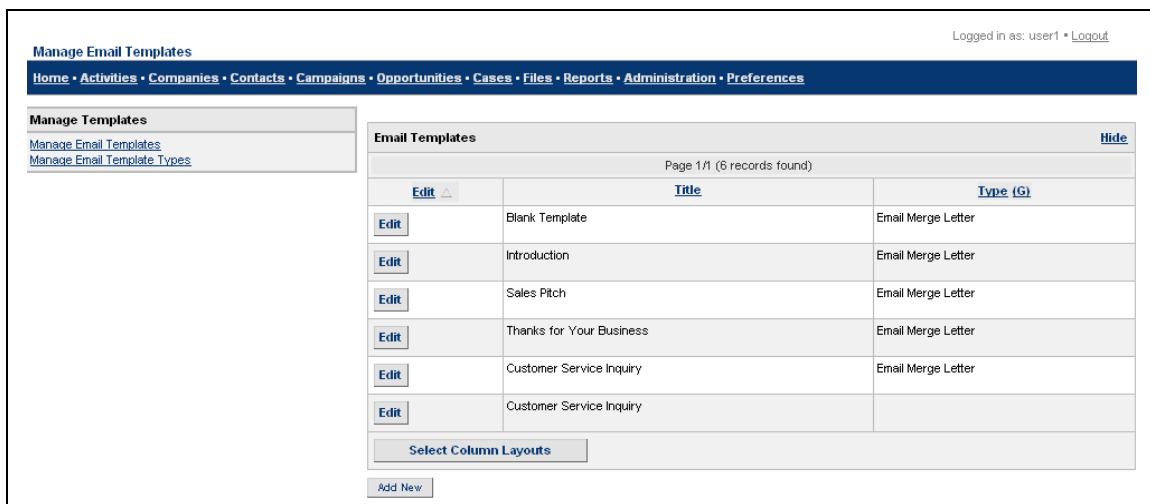 Logged in as: user1 • Logout
Manage Email Templates
Home • Activities • Companies • Contacts • Campaigns • Opportunities • Cases • Files • Reports • Administration • Preferences
Manage Templates
Manage Email Templates
Manage Email Template Types
Email Templates Hide
Page 1/1 (6 records found)
Edit Title Type (G)
Edit Blank Template Email Merge Letter
Edit Introduction Email Merge Letter
Edit Sales Pitch Email Merge Letter
Edit Thanks for Your Business Email Merge Letter
Edit Customer Service Inquiry Email Merge Letter
Edit Customer Service Inquiry
Select Column Layouts
Add New